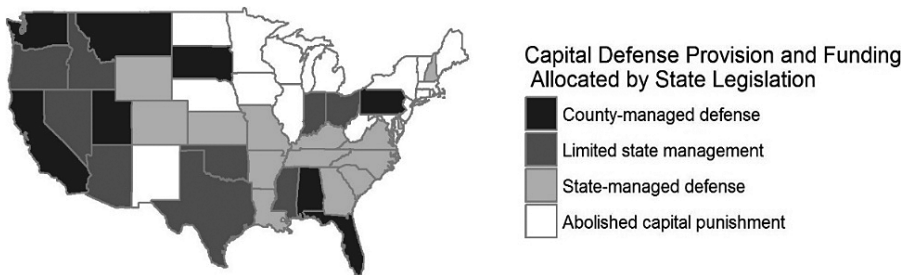 Capital Defense Provision and Funding
Allocated by State Legislation
County-managed defense
Limited state management
State-managed defense
Abolished capital punishment